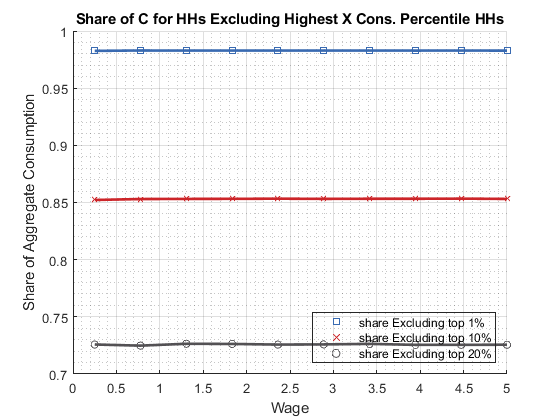 Share of C for HHs Excluding Highest X Cons. Percentile HHs
1
0.95
0.9
0.85
0.8
0.75
0.7
Share of Aggregate Consumption
share Excluding top 1%
share Excluding top 10%
share Excluding top 20%
0 0.5 1 1.5 2 2.5 3 3.5 4 4.5 5
Wage